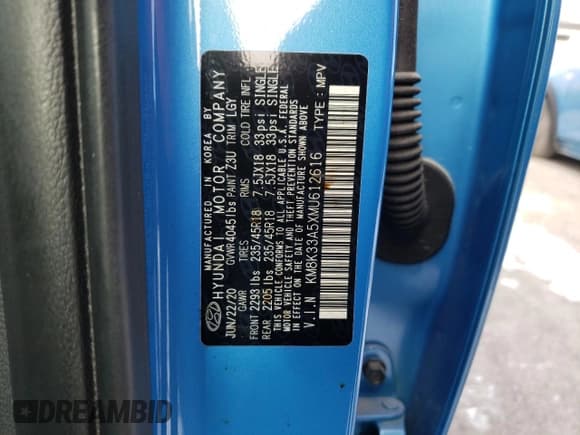 MANUFACTURED IN KOREA BY
HYUNDAI MOTOR COMPANY
JUN/22/20 GVWR 4045lbs PAINT Z3U TRIM LGY
GAWR TIRES RIMS COLD TIRE INFL.
FRONT 2293 lbs 235/45R18 7.5JX18 33psi SINGLE
REAR 2205 lbs 235/45R18 7.5JX18 33psi SINGLE
THIS VEHICLE CONFORMS TO ALL APPLICABLE U.S.A. FEDERAL
MOTOR VEHICLE SAFETY, BUMPER, AND THEFT PREVENTION STANDARDS
IN EFFECT ON THE DATE OF MANUFACTURE SHOWN ABOVE
V.I.N KM8K33A5XMU612616 TYPE: MPV
DREAMBID